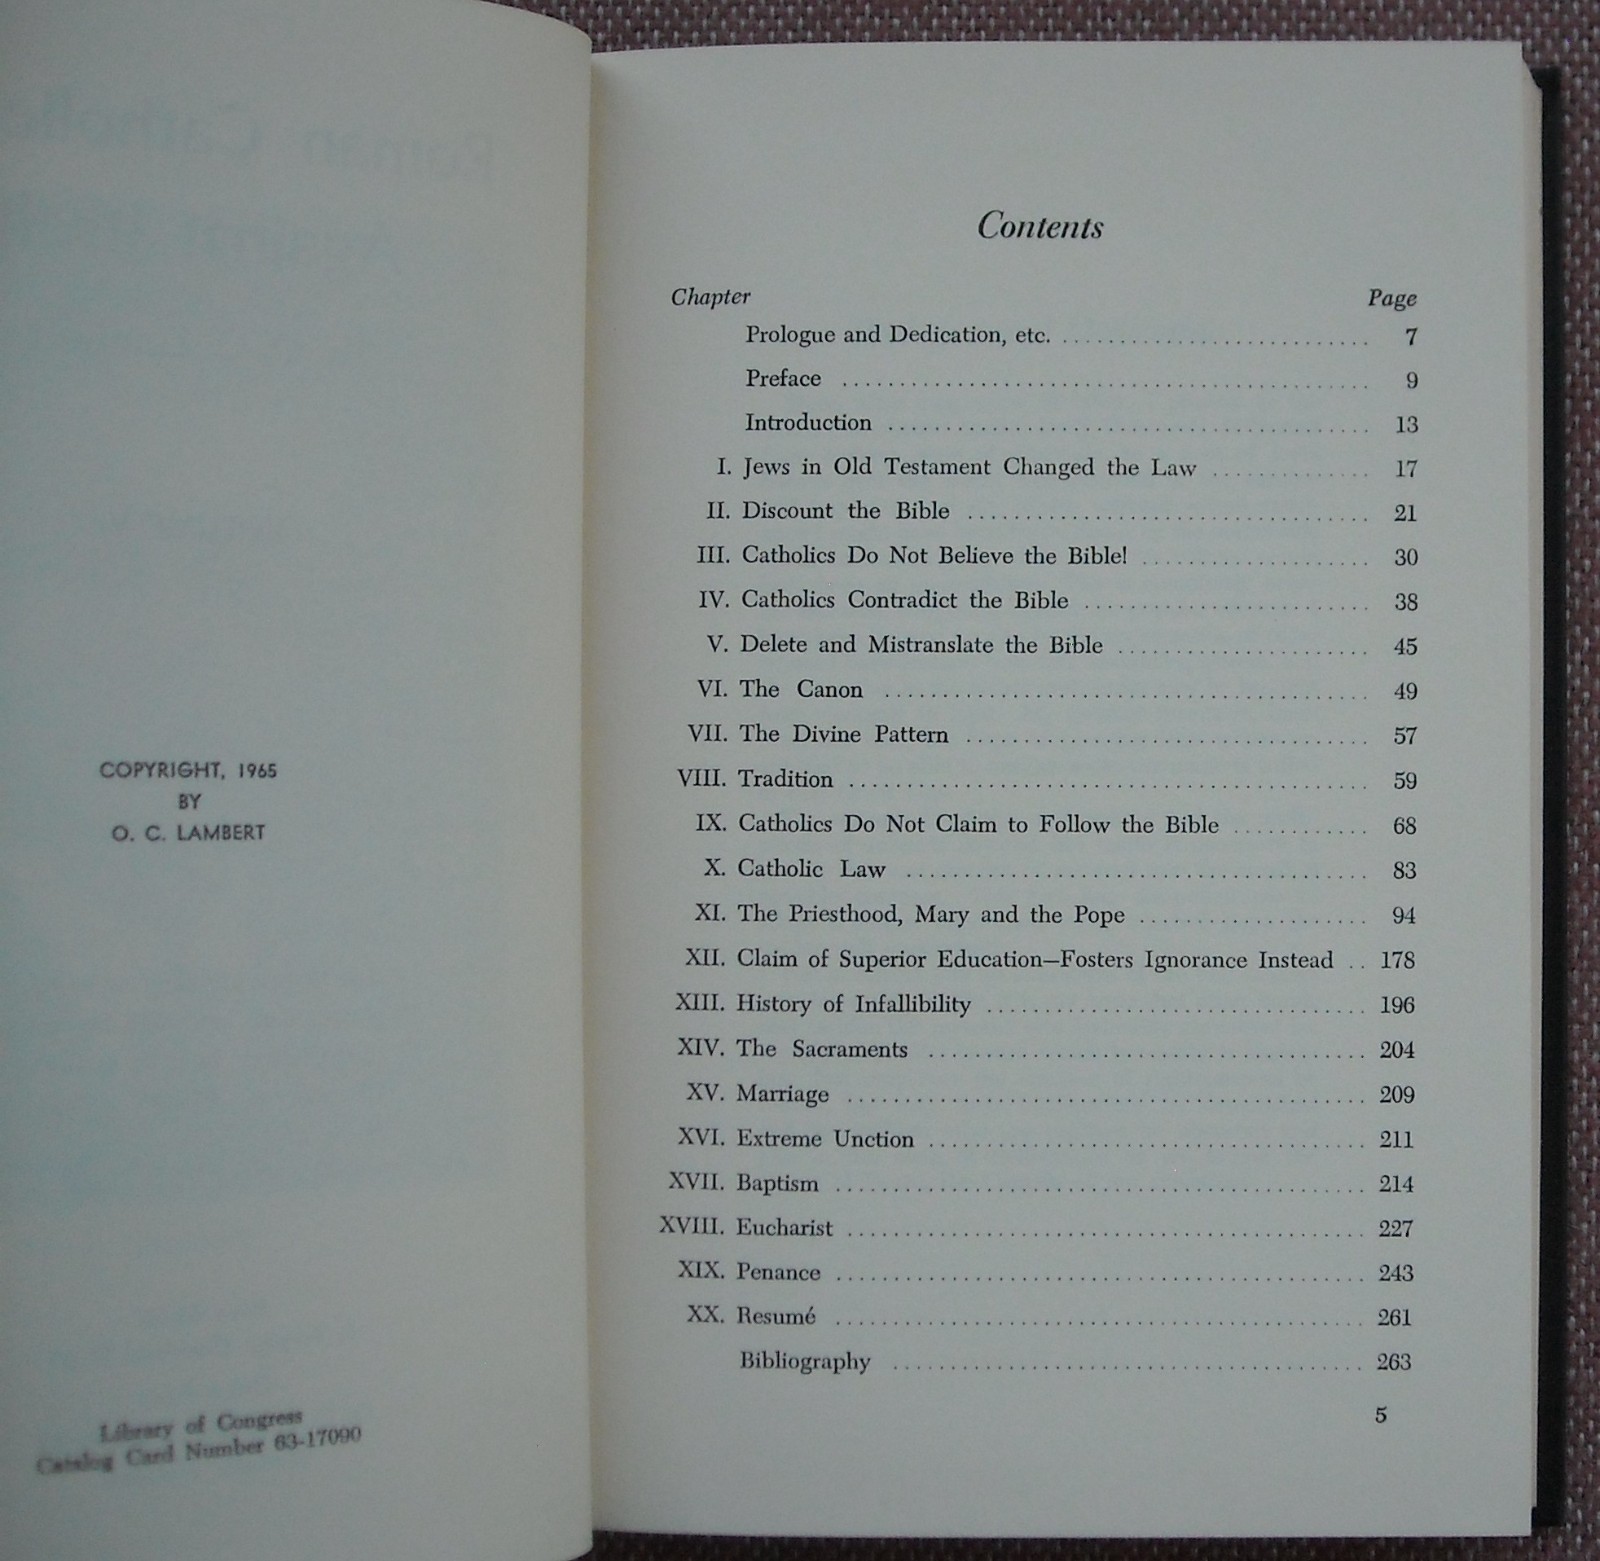 COPYRIGHT, 1965
BY
O. C. LAMBERT
Library of Congress
Catalog Card Number 63-17090
Contents
Chapter Page
Prologue and Dedication, etc. 7
Preface 9
Introduction 13
I. Jews in Old Testament Changed the Law 17
II. Discount the Bible 21
III. Catholics Do Not Believe the Bible! 30
IV. Catholics Contradict the Bible 38
V. Delete and Mistranslate the Bible 45
VI. The Canon 49
VII. The Divine Pattern 57
VIII. Tradition 59
IX. Catholics Do Not Claim to Follow the Bible 68
X. Catholic Law 83
XI. The Priesthood, Mary and the Pope 94
XII. Claim of Superior Education—Fosters Ignorance Instead 178
XIII. History of Infallibility 196
XIV. The Sacraments 204
XV. Marriage 209
XVI. Extreme Unction 211
XVII. Baptism 214
XVIII. Eucharist 227
XIX. Penance 243
XX. Resumé 261
Bibliography 263
5